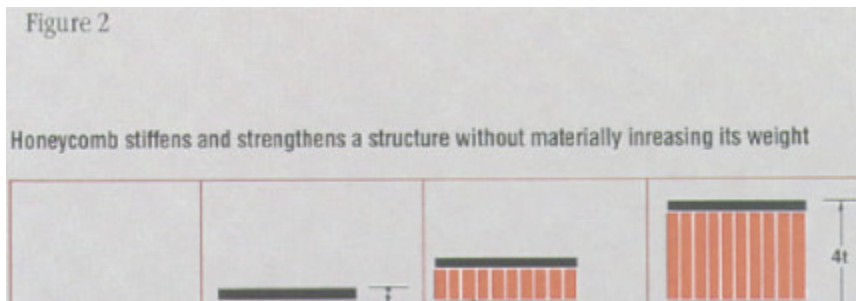 Figure 2
Honeycomb stiffens and strengthens a structure without materially inreasing its weight
4t